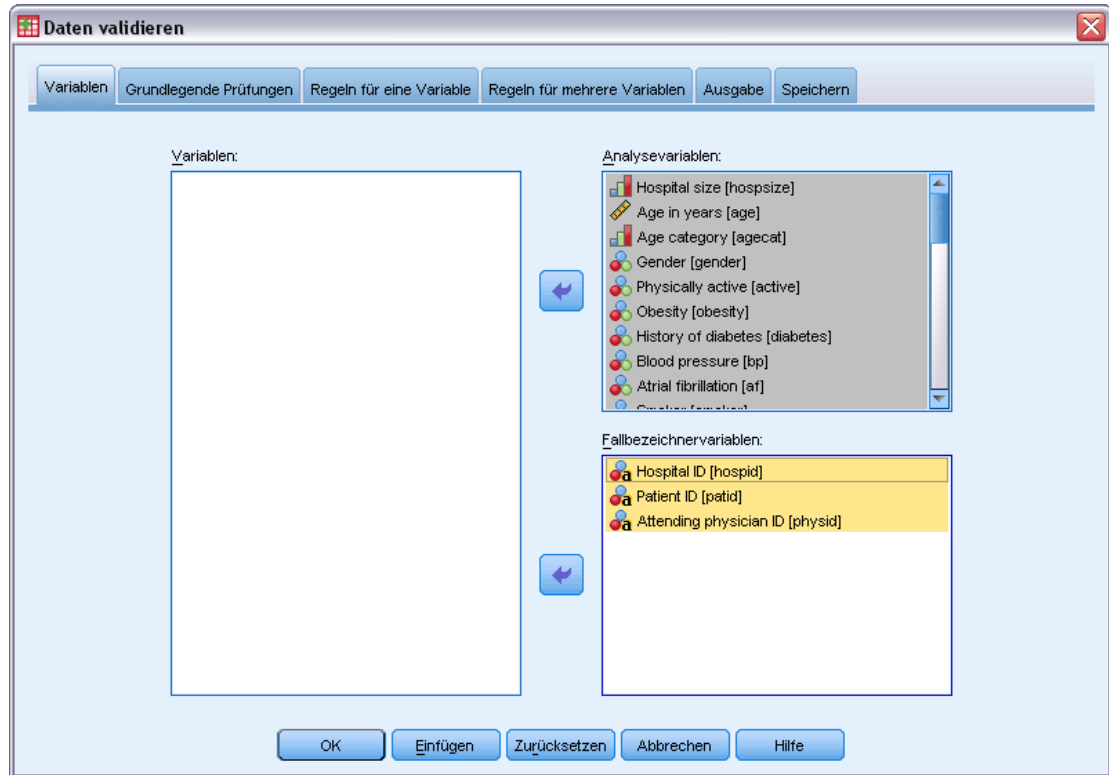 Daten validieren
Variablen Grundlegende Prüfungen Regeln für eine Variable Regeln für mehrere Variablen Ausgabe Speichern
Variablen:
Analysevariablen:
Hospital size [hospsize]
Age in years [age]
Age category [agecat]
Gender [gender]
Physically active [active]
Obesity [obesity]
History of diabetes [diabetes]
Blood pressure [bp]
Atrial fibrillation [af]
Smoker [smoker]
Fallbezeichnervariablen:
Hospital ID [hospid]
Patient ID [patid]
Attending physician ID [physid]
OK Einfügen Zurücksetzen Abbrechen Hilfe